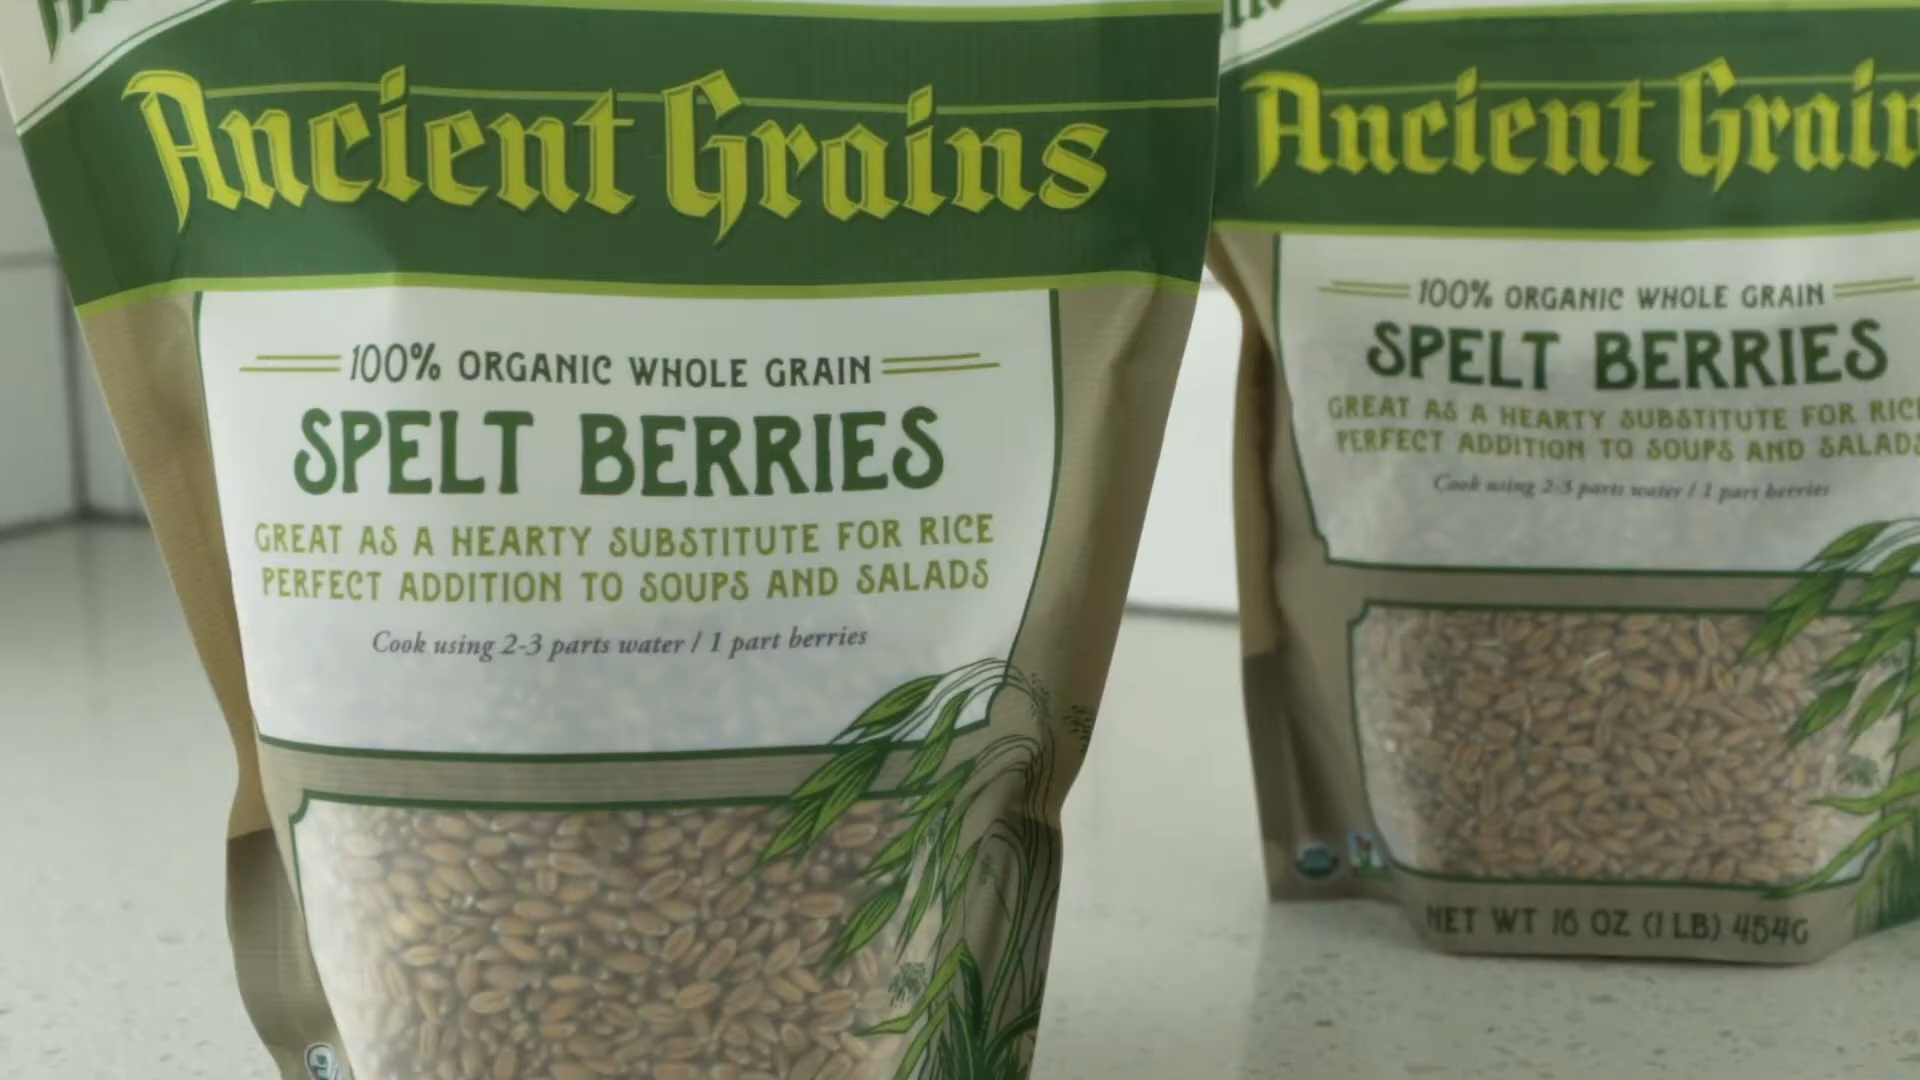 Ancient Grains
100% ORGANIC WHOLE GRAIN
SPELT BERRIES
GREAT AS A HEARTY SUBSTITUTE FOR RICE
PERFECT ADDITION TO SOUPS AND SALADS
Cook using 2-3 parts water / 1 part berries
Ancient Grain
100% ORGANIC WHOLE GRAIN
SPELT BERRIES
GREAT AS A HEARTY SUBSTITUTE FOR RIC
PERFECT ADDITION TO SOUPS AND SALADS
Cook using 2-3 parts water / 1 part berries
NET WT 16 OZ (1 LB) 454G